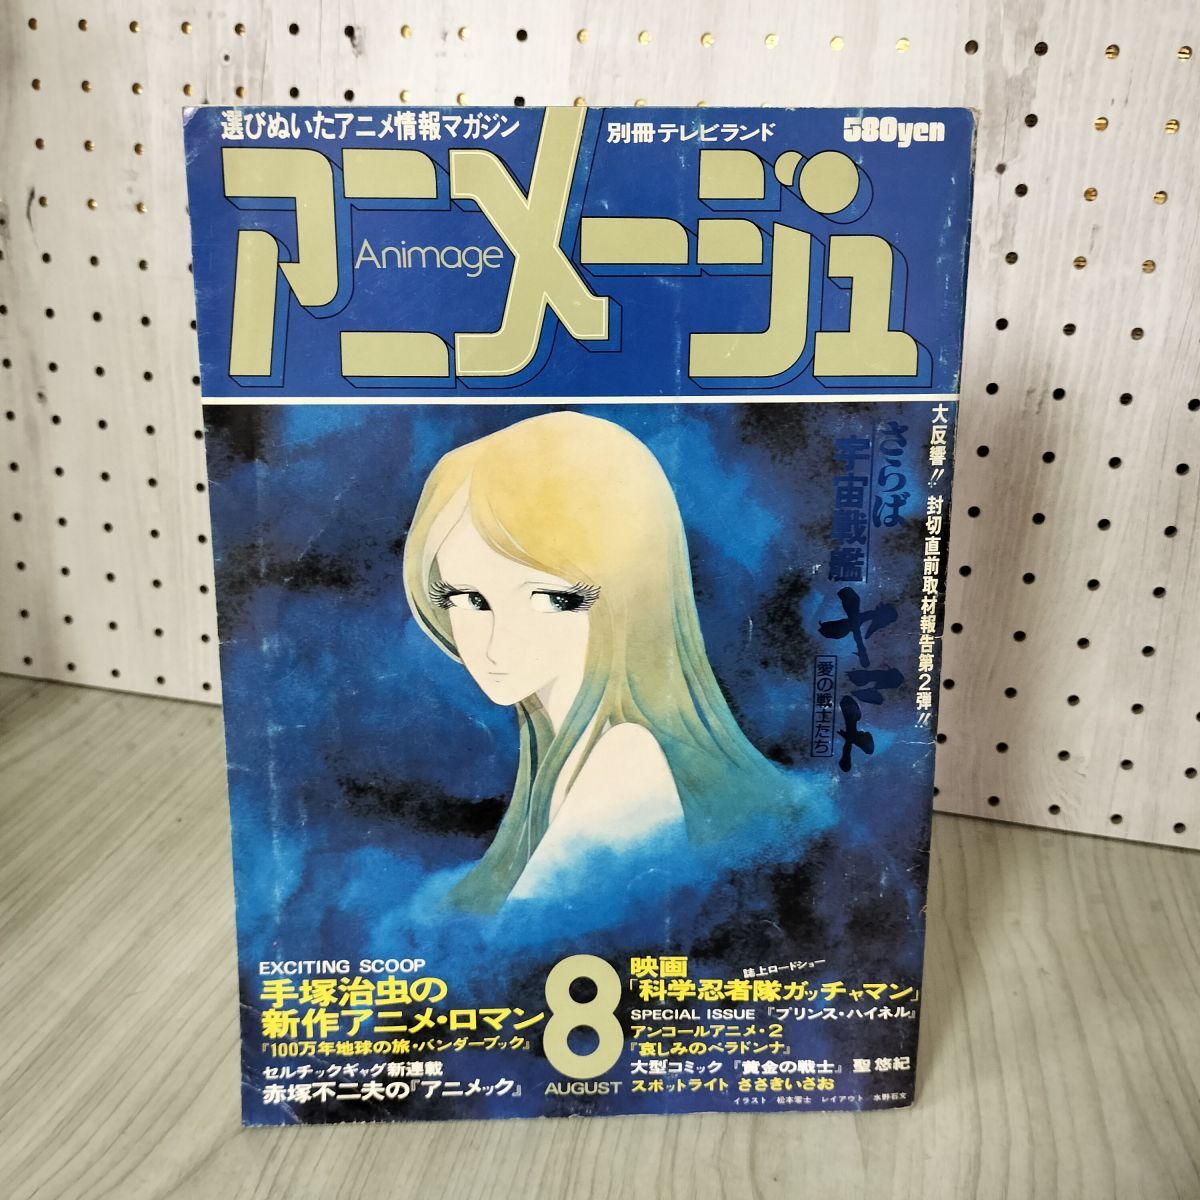 選びぬいたアニメ情報マガジン
別冊テレビランド
580yen
アニメージュ
Animage
大反響!! 封切直前取材報告第2弾!!
さらば
宇宙戦艦
ヤマト
愛の戦士たち
EXCITING SCOOP
手塚治虫の
新作アニメ・ロマン
『100万年地球の旅・バンダーブック』
セルチックギャグ新連載
赤塚不二夫の『アニメック』
8
AUGUST
映画
誌上ロードショー
「科学忍者隊ガッチャマン」
SPECIAL ISSUE 『プリンス・ハイネル』
アンコールアニメ・2
『哀しみのベラドンナ』
大型コミック 『黄金の戦士』 聖悠紀
スポットライト ささきいさお
イラスト/松本零士 レイアウト/水野石文